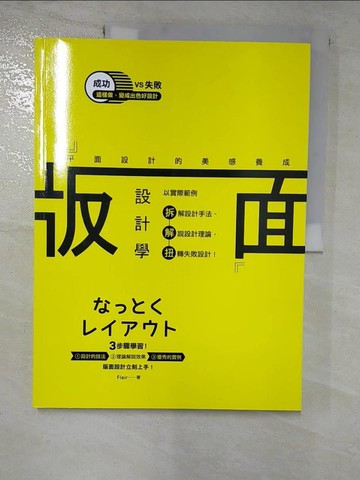 成功 VS 失敗
這樣做，變成出色好設計
『平面設計的美感養成
版面
設計學
』
以實際範例
拆解設計手法、
解說設計理論，
扭轉失敗設計！
なっとく
レイアウト
3步驟學習！
①設計的技法 ②理論解說效果 ③優秀的實例
版面設計立刻上手！
Flair──著